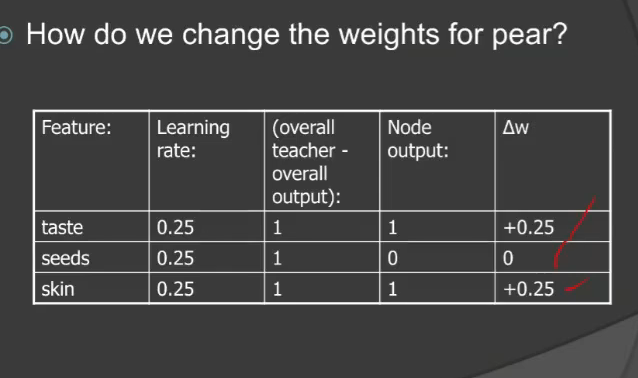 How do we change the weights for pear?
Feature: Learning rate: (overall teacher - overall output): Node output: Δw
taste 0.25 1 1 +0.25
seeds 0.25 1 0 0
skin 0.25 1 1 +0.25